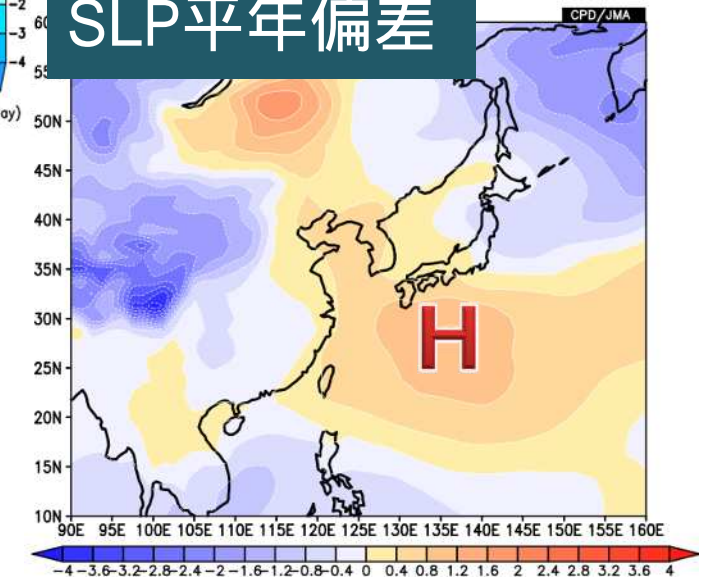 -2
-3
-4
ay)
SLP平年偏差
CPD/JMA
60
55
50N
45N
40N
35N
30N
25N
20N
15N
10N
H
90E 95E 100E 105E 110E 115E 120E 125E 130E 135E 140E 145E 150E 155E 160E
-4 -3.6 -3.2 -2.8 -2.4 -2 -1.6 -1.2 -0.8 -0.4 0 0.4 0.8 1.2 1.6 2 2.4 2.8 3.2 3.6 4